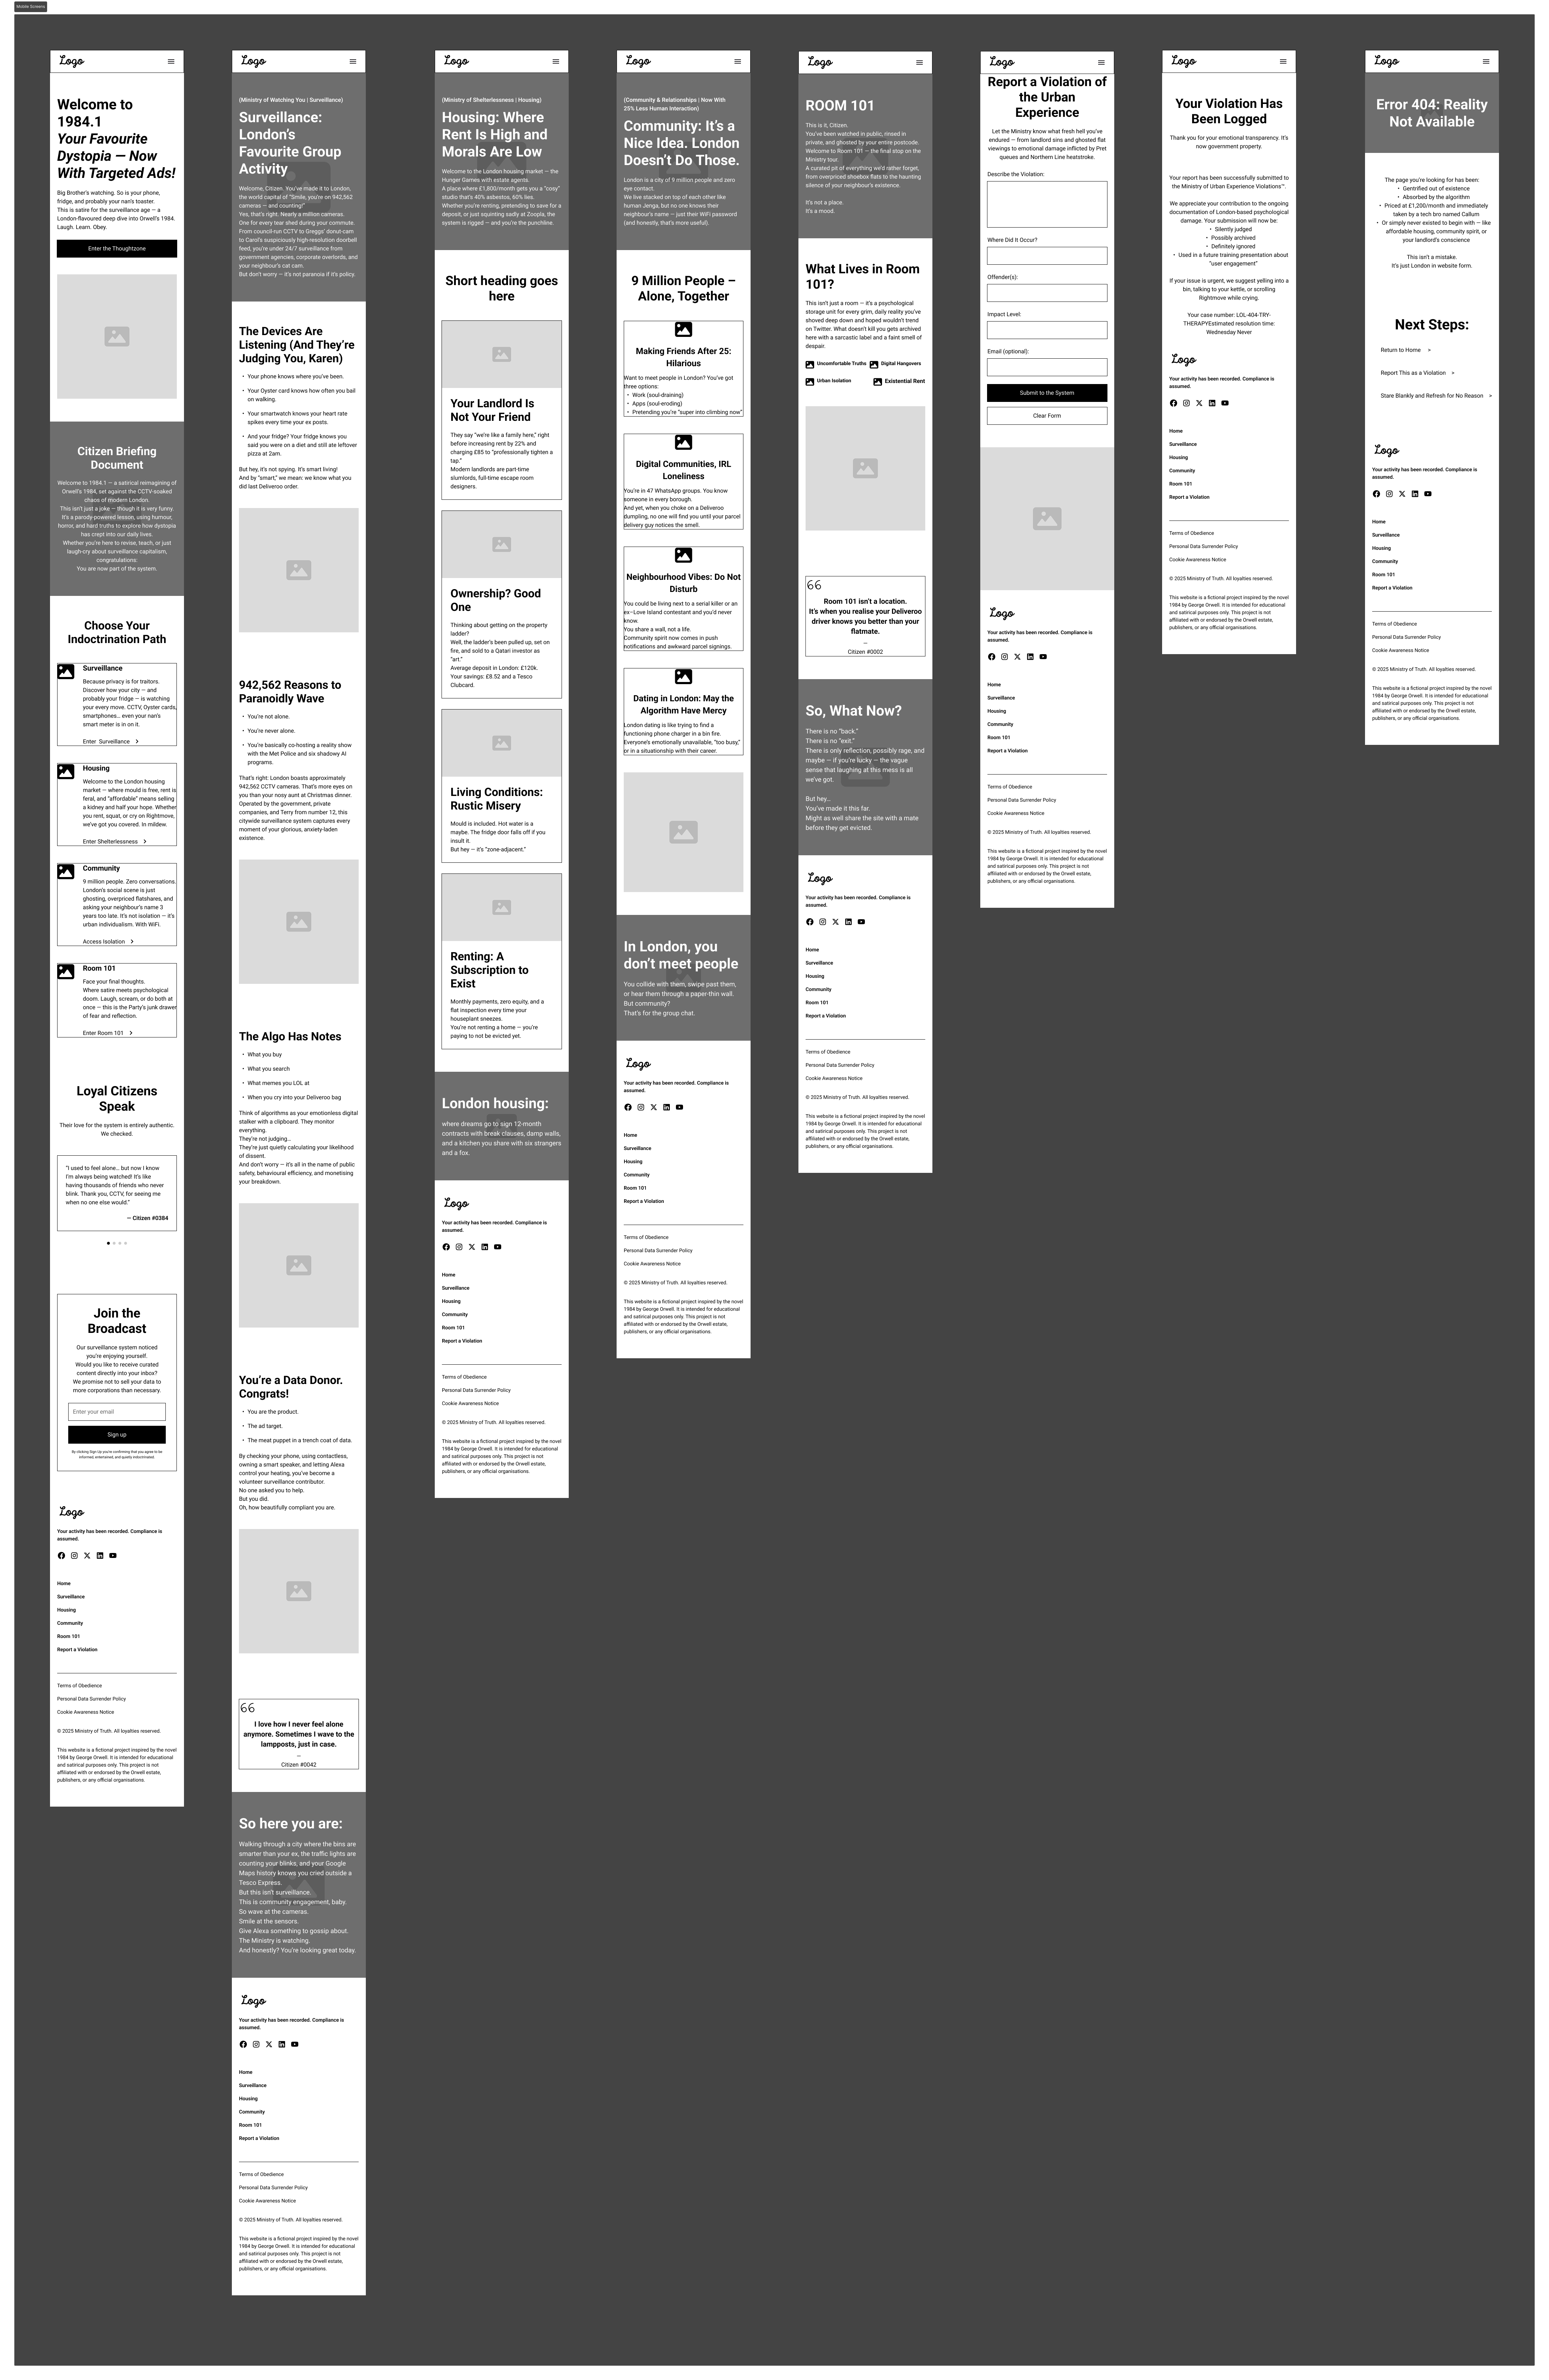 Mobile Screens
Logo
Welcome to
1984.1
Your Favourite
Dystopia — Now
With Targeted Ads!
Big Brother's watching. So is your phone,
fridge, and probably your nan's toaster.
This is satire for the surveillance age — a
London-flavoured deep dive into Orwell's 1984.
Laugh. Learn. Obey.
Enter the Thoughtzone
Citizen Briefing
Document
Welcome to 1984.1 — a satirical reimagining of
Orwell's 1984, set against the CCTV-soaked
chaos of modern London.
This isn't just a joke — though it is very funny.
It's a parody-powered lesson, using humour,
horror, and hard truths to explore how dystopia
has crept into our daily lives.
Whether you're here to revise, teach, or just
laugh-cry about surveillance capitalism,
congratulations:
You are now part of the system.
Choose Your
Indoctrination Path
Surveillance
Because privacy is for traitors.
Discover how your city — and
probably your fridge — is watching
your every move. CCTV, Oyster cards,
smartphones… even your nan's
smart meter is in on it.
Enter Surveillance >
Housing
Welcome to the London housing
market — where mould is free, rent is
feral, and "affordable" means selling
a kidney and half your hope. Whether
you rent, squat, or cry on Rightmove,
we've got you covered. In mildew.
Enter Shelterlessness >
Community
9 million people. Zero conversations.
London's social scene is just
ghosting, overpriced flatshares, and
asking your neighbour's name 3
years too late. It's not isolation — it's
urban individualism. With WiFi.
Access Isolation >
Room 101
Face your final thoughts.
Where satire meets psychological
doom. Laugh, scream, or do both at
once — this is the Party's junk drawer
of fear and reflection.
Enter Room 101 >
Loyal Citizens
Speak
Their love for the system is entirely authentic.
We checked.
"I used to feel alone… but now I know
I'm always being watched! It's like
having thousands of friends who never
blink. Thank you, CCTV, for seeing me
when no one else would."
— Citizen #0384
Join the
Broadcast
Our surveillance system noticed
you're enjoying yourself.
Would you like to receive curated
content directly into your inbox?
We promise not to sell your data to
more corporations than necessary.
Enter your email
Sign up
By clicking Sign Up you're confirming that you agree to be
informed, entertained, and quietly indoctrinated.
Logo
Your activity has been recorded. Compliance is
assumed.
Home
Surveillance
Housing
Community
Room 101
Report a Violation
Terms of Obedience
Personal Data Surrender Policy
Cookie Awareness Notice
© 2025 Ministry of Truth. All loyalties reserved.
This website is a fictional project inspired by the novel
1984 by George Orwell. It is intended for educational
and satirical purposes only. This project is not
affiliated with or endorsed by the Orwell estate,
publishers, or any official organisations.
Logo
(Ministry of Watching You | Surveillance)
Surveillance:
London's
Favourite Group
Activity
Welcome, Citizen. You've made it to London,
the world capital of "Smile, you're on 942,562
cameras — and counting!"
Yes, that's right. Nearly a million cameras.
One for every tear shed during your commute.
From council-run CCTV to Greggs' donut-cam
to Carol's suspiciously high-resolution doorbell
feed, you're under 24/7 surveillance from
government agencies, corporate overlords, and
your neighbour's cat cam.
But don't worry — it's not paranoia if it's policy.
The Devices Are
Listening (And They're
Judging You, Karen)
• Your phone knows where you've been.
• Your Oyster card knows how often you bail
on walking.
• Your smartwatch knows your heart rate
spikes every time your ex posts.
• And your fridge? Your fridge knows you
said you were on a diet and still ate leftover
pizza at 2am.
But hey, it's not spying. It's smart living!
And by "smart," we mean: we know what you
did last Deliveroo order.
942,562 Reasons to
Paranoidly Wave
• You're not alone.
• You're never alone.
• You're basically co-hosting a reality show
with the Met Police and six shadowy AI
programs.
That's right: London boasts approximately
942,562 CCTV cameras. That's more eyes on
you than your nosy aunt at Christmas dinner.
Operated by the government, private
companies, and Terry from number 12, this
citywide surveillance system captures every
moment of your glorious, anxiety-laden
existence.
The Algo Has Notes
• What you buy
• What you search
• What memes you LOL at
• When you cry into your Deliveroo bag
Think of algorithms as your emotionless digital
stalker with a clipboard. They monitor
everything.
They're not judging…
They're just quietly calculating your likelihood
of dissent.
And don't worry — it's all in the name of public
safety, behavioural efficiency, and monetising
your breakdown.
You're a Data Donor.
Congrats!
• You are the product.
• The ad target.
• The meat puppet in a trench coat of data.
By checking your phone, using contactless,
owning a smart speaker, and letting Alexa
control your heating, you've become a
volunteer surveillance contributor.
No one asked you to help.
But you did.
Oh, how beautifully compliant you are.
66
I love how I never feel alone
anymore. Sometimes I wave to the
lampposts, just in case.
—
Citizen #0042
So here you are:
Walking through a city where the bins are
smarter than your ex, the traffic lights are
counting your blinks, and your Google
Maps history knows you cried outside a
Tesco Express.
But this isn't surveillance.
This is community engagement, baby.
So wave at the cameras.
Smile at the sensors.
Give Alexa something to gossip about.
The Ministry is watching.
And honestly? You're looking great today.
Logo
Your activity has been recorded. Compliance is
assumed.
Home
Surveillance
Housing
Community
Room 101
Report a Violation
Terms of Obedience
Personal Data Surrender Policy
Cookie Awareness Notice
© 2025 Ministry of Truth. All loyalties reserved.
This website is a fictional project inspired by the novel
1984 by George Orwell. It is intended for educational
and satirical purposes only. This project is not
affiliated with or endorsed by the Orwell estate,
publishers, or any official organisations.
Logo
(Ministry of Shelterlessness | Housing)
Housing: Where
Rent Is High and
Morals Are Low
Welcome to the London housing market — the
Hunger Games with estate agents.
A place where £1,800/month gets you a "cosy"
studio that's 40% asbestos, 60% lies.
Whether you're renting, pretending to save for a
deposit, or just squinting sadly at Zoopla, the
system is rigged — and you're the punchline.
Short heading goes
here
Your Landlord Is
Not Your Friend
They say "we're like a family here," right
before increasing rent by 22% and
charging £85 to "professionally tighten a
tap."
Modern landlords are part-time
slumlords, full-time escape room
designers.
Ownership? Good
One
Thinking about getting on the property
ladder?
Well, the ladder's been pulled up, set on
fire, and sold to a Qatari investor as
"art."
Average deposit in London: £120k.
Your savings: £8.52 and a Tesco
Clubcard.
Living Conditions:
Rustic Misery
Mould is included. Hot water is a
maybe. The fridge door falls off if you
insult it.
But hey — it's "zone-adjacent."
Renting: A
Subscription to
Exist
Monthly payments, zero equity, and a
flat inspection every time your
houseplant sneezes.
You're not renting a home — you're
paying to not be evicted yet.
London housing:
where dreams go to sign 12-month
contracts with break clauses, damp walls,
and a kitchen you share with six strangers
and a fox.
Logo
Your activity has been recorded. Compliance is
assumed.
Home
Surveillance
Housing
Community
Room 101
Report a Violation
Terms of Obedience
Personal Data Surrender Policy
Cookie Awareness Notice
© 2025 Ministry of Truth. All loyalties reserved.
This website is a fictional project inspired by the novel
1984 by George Orwell. It is intended for educational
and satirical purposes only. This project is not
affiliated with or endorsed by the Orwell estate,
publishers, or any official organisations.
Logo
(Community & Relationships | Now With
25% Less Human Interaction)
Community: It's a
Nice Idea. London
Doesn't Do Those.
London is a city of 9 million people and zero
eye contact.
We live stacked on top of each other like
human Jenga, but no one knows their
neighbour's name — just their WiFi password
(and honestly, that's more useful).
9 Million People –
Alone, Together
Making Friends After 25:
Hilarious
Want to meet people in London? You've got
three options:
• Work (soul-draining)
• Apps (soul-eroding)
• Pretending you're "super into climbing now"
Digital Communities, IRL
Loneliness
You're in 47 WhatsApp groups. You know
someone in every borough.
And yet, when you choke on a Deliveroo
dumpling, no one will find you until your parcel
delivery guy notices the smell.
Neighbourhood Vibes: Do Not
Disturb
You could be living next to a serial killer or an
ex–Love Island contestant and you'd never
know.
You share a wall, not a life.
Community spirit now comes in push
notifications and awkward parcel signings.
Dating in London: May the
Algorithm Have Mercy
London dating is like trying to find a
functioning phone charger in a bin fire.
Everyone's emotionally unavailable, "too busy,"
or in a situationship with their career.
In London, you
don't meet people
You collide with them, swipe past them,
or hear them through a paper-thin wall.
But community?
That's for the group chat.
Logo
Your activity has been recorded. Compliance is
assumed.
Home
Surveillance
Housing
Community
Room 101
Report a Violation
Terms of Obedience
Personal Data Surrender Policy
Cookie Awareness Notice
© 2025 Ministry of Truth. All loyalties reserved.
This website is a fictional project inspired by the novel
1984 by George Orwell. It is intended for educational
and satirical purposes only. This project is not
affiliated with or endorsed by the Orwell estate,
publishers, or any official organisations.
Logo
ROOM 101
This is it, Citizen.
You've been watched in public, rinsed in
private, and ghosted by your entire postcode.
Welcome to Room 101 — the final stop on the
Ministry tour.
A curated pit of everything we'd rather forget,
from overpriced shoebox flats to the haunting
silence of your neighbour's existence.
It's not a place.
It's a mood.
What Lives in Room
101?
This isn't just a room — it's a psychological
storage unit for every grim, daily reality you've
shoved deep down and hoped wouldn't trend
on Twitter. What doesn't kill you gets archived
here with a sarcastic label and a faint smell of
despair.
Uncomfortable Truths Digital Hangovers
Urban Isolation Existential Rent
66
Room 101 isn't a location.
It's when you realise your Deliveroo
driver knows you better than your
flatmate.
—
Citizen #0002
So, What Now?
There is no "back."
There is no "exit."
There is only reflection, possibly rage, and
maybe — if you're lucky — the vague
sense that laughing at this mess is all
we've got.
But hey…
You've made it this far.
Might as well share the site with a mate
before they get evicted.
Logo
Your activity has been recorded. Compliance is
assumed.
Home
Surveillance
Housing
Community
Room 101
Report a Violation
Terms of Obedience
Personal Data Surrender Policy
Cookie Awareness Notice
© 2025 Ministry of Truth. All loyalties reserved.
This website is a fictional project inspired by the novel
1984 by George Orwell. It is intended for educational
and satirical purposes only. This project is not
affiliated with or endorsed by the Orwell estate,
publishers, or any official organisations.
Logo
Report a Violation of
the Urban
Experience
Let the Ministry know what fresh hell you've
endured — from landlord sins and ghosted flat
viewings to emotional damage inflicted by Pret
queues and Northern Line heatstroke.
Describe the Violation:
Where Did It Occur?
Offender(s):
Impact Level:
Email (optional):
Submit to the System
Clear Form
Logo
Your activity has been recorded. Compliance is
assumed.
Home
Surveillance
Housing
Community
Room 101
Report a Violation
Terms of Obedience
Personal Data Surrender Policy
Cookie Awareness Notice
© 2025 Ministry of Truth. All loyalties reserved.
This website is a fictional project inspired by the novel
1984 by George Orwell. It is intended for educational
and satirical purposes only. This project is not
affiliated with or endorsed by the Orwell estate,
publishers, or any official organisations.
Logo
Your Violation Has
Been Logged
Thank you for your emotional transparency. It's
now government property.
Your report has been successfully submitted to
the Ministry of Urban Experience Violations™.
We appreciate your contribution to the ongoing
documentation of London-based psychological
damage. Your submission will now be:
• Silently judged
• Possibly archived
• Definitely ignored
• Used in a future training presentation about
"user engagement"
If your issue is urgent, we suggest yelling into a
bin, talking to your kettle, or scrolling
Rightmove while crying.
Your case number: LOL-404-TRY-
THERAPYEstimated resolution time:
Wednesday Never
Logo
Your activity has been recorded. Compliance is
assumed.
Home
Surveillance
Housing
Community
Room 101
Report a Violation
Terms of Obedience
Personal Data Surrender Policy
Cookie Awareness Notice
© 2025 Ministry of Truth. All loyalties reserved.
This website is a fictional project inspired by the novel
1984 by George Orwell. It is intended for educational
and satirical purposes only. This project is not
affiliated with or endorsed by the Orwell estate,
publishers, or any official organisations.
Logo
Error 404: Reality
Not Available
The page you're looking for has been:
• Gentrified out of existence
• Absorbed by the algorithm
• Priced at £1,200/month and immediately
taken by a tech bro named Callum
• Or simply never existed to begin with — like
affordable housing, community spirit, or
your landlord's conscience
This isn't a mistake.
It's just London in website form.
Next Steps:
Return to Home >
Report This as a Violation >
Stare Blankly and Refresh for No Reason >
Logo
Your activity has been recorded. Compliance is
assumed.
Home
Surveillance
Housing
Community
Room 101
Report a Violation
Terms of Obedience
Personal Data Surrender Policy
Cookie Awareness Notice
© 2025 Ministry of Truth. All loyalties reserved.
This website is a fictional project inspired by the novel
1984 by George Orwell. It is intended for educational
and satirical purposes only. This project is not
affiliated with or endorsed by the Orwell estate,
publishers, or any official organisations.